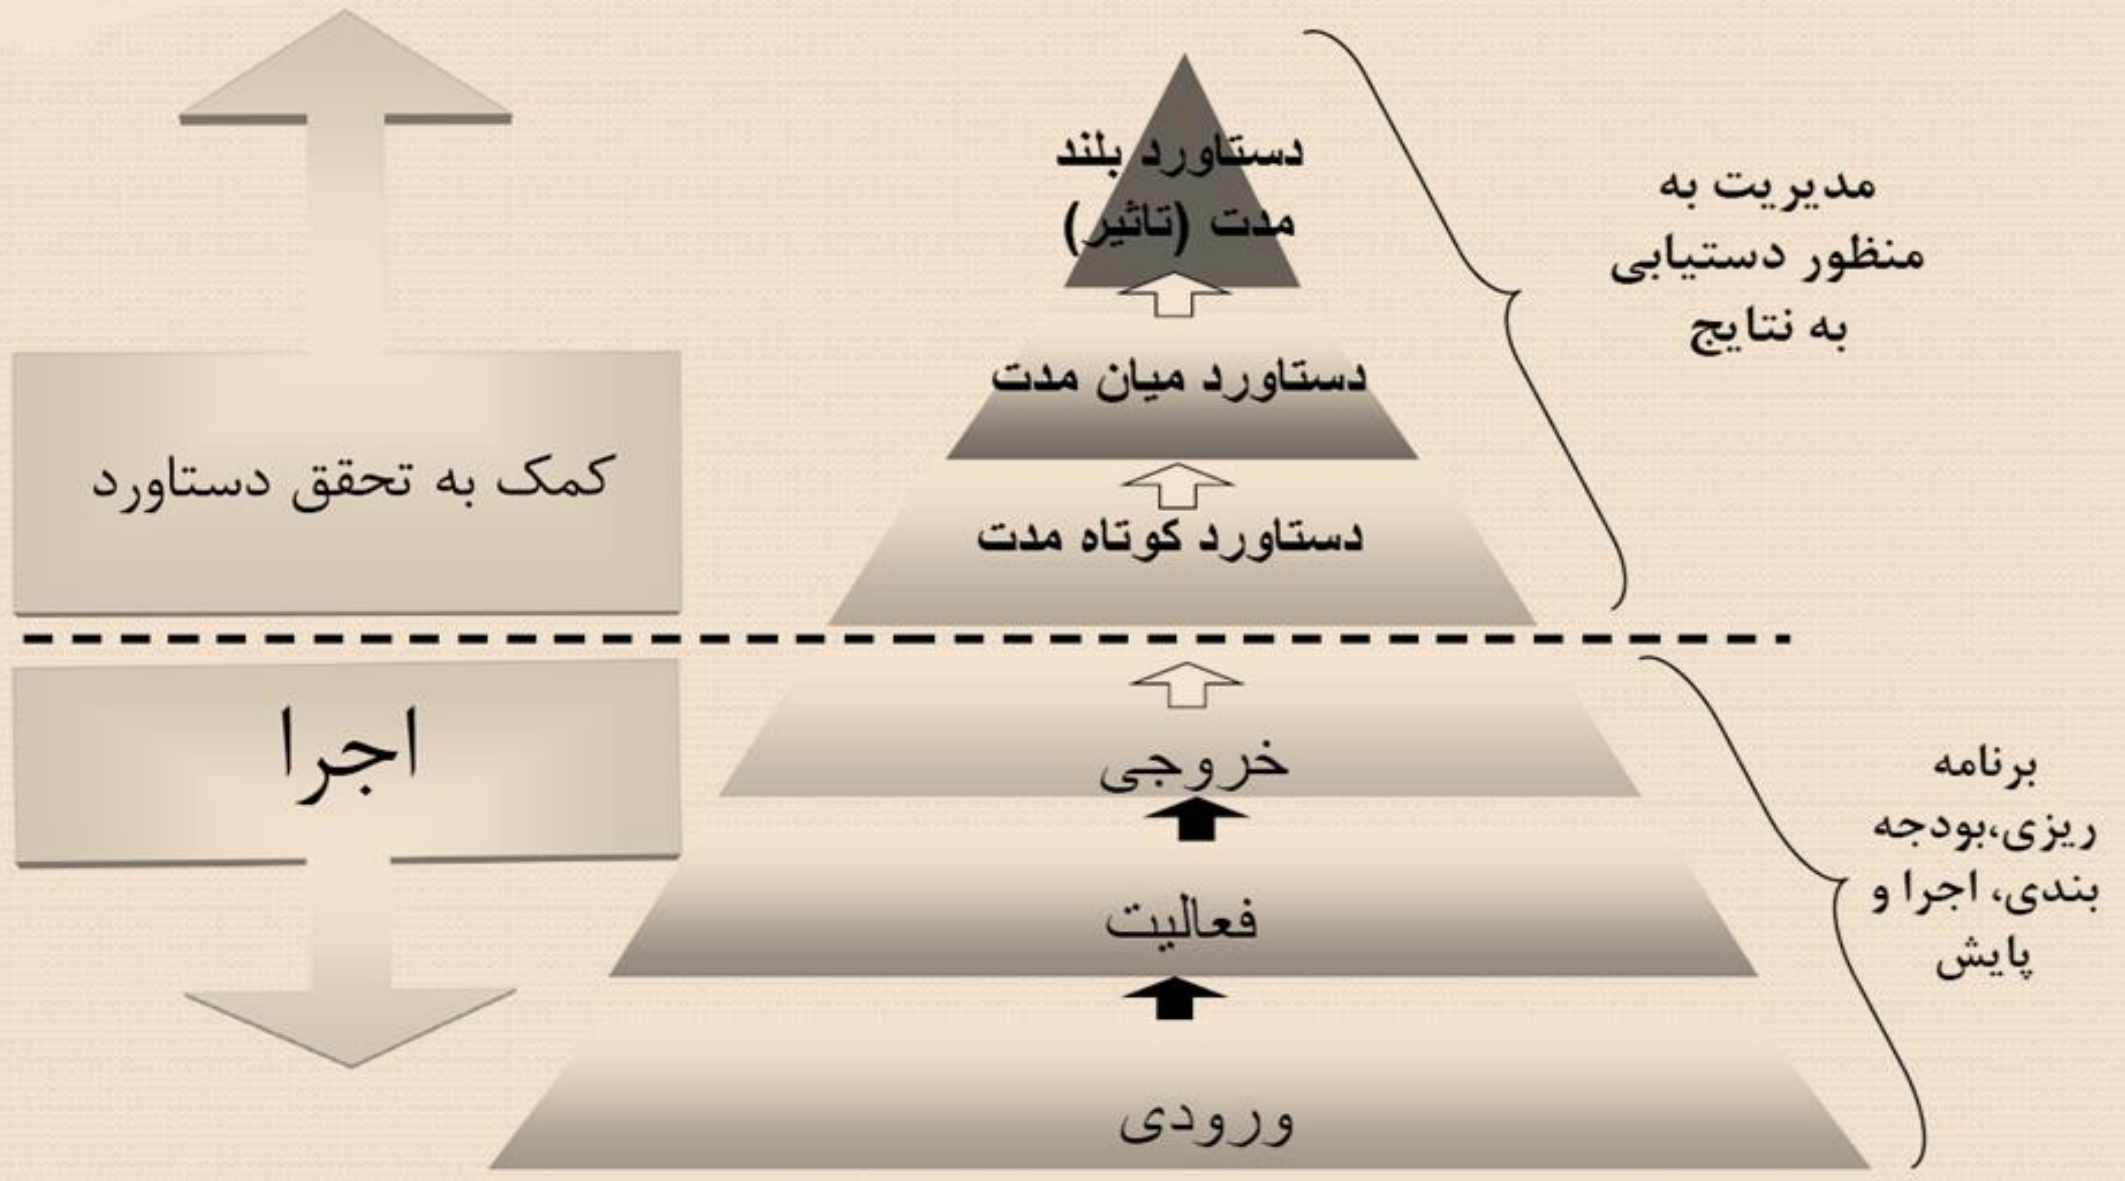 دستاورد بلند
مدت (تاثیر)
دستاورد میان مدت
دستاورد کوتاه مدت
خروجی
فعالیت
ورودی
مدیریت به
منظور دستیابی
به نتایج
برنامه
ریزی،بودجه
بندی، اجرا و
پایش
کمک به تحقق دستاورد
اجرا